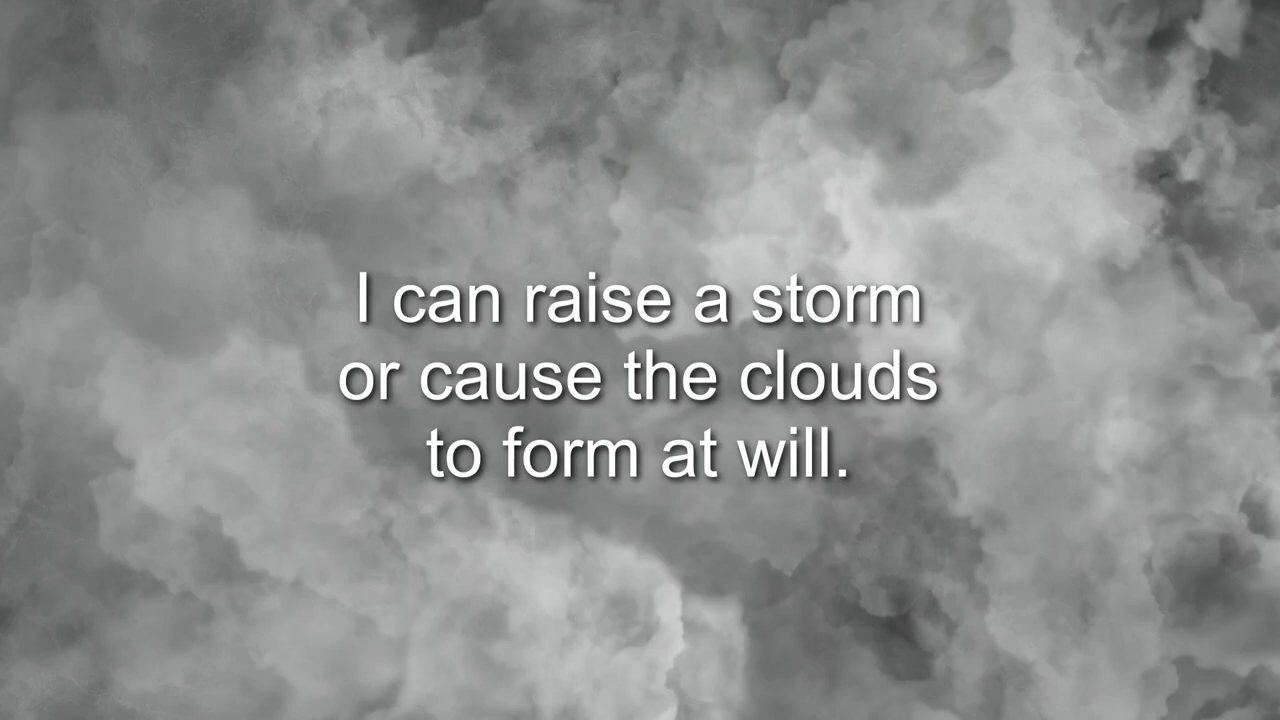 I can raise a storm
or cause the clouds
to form at will.